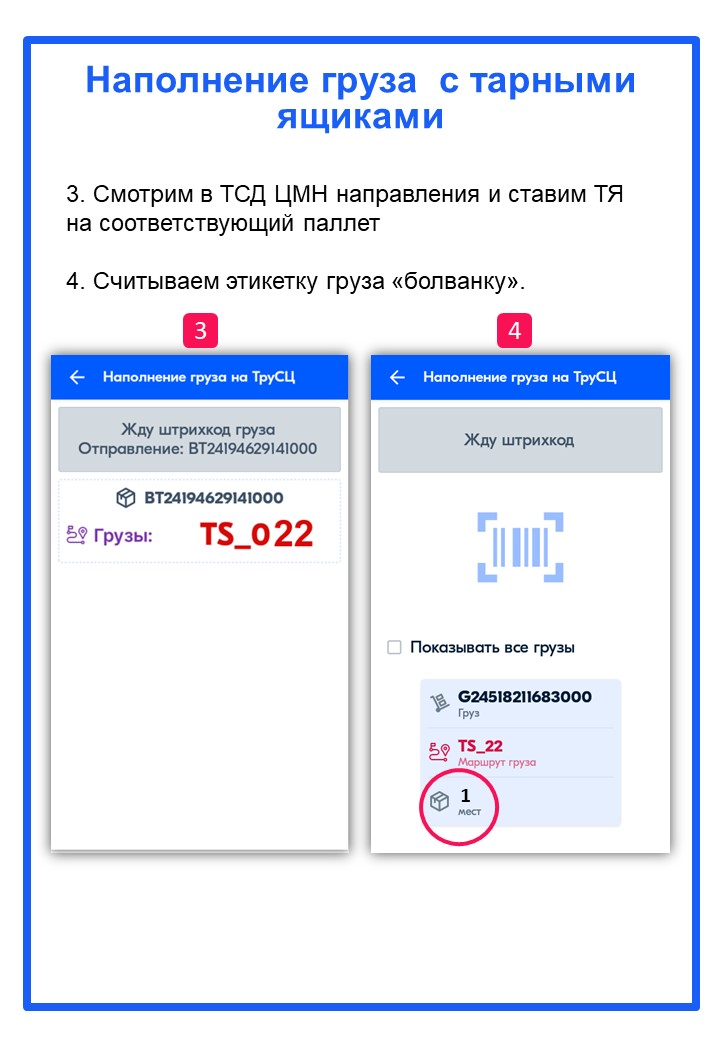 Наполнение груза с тарными
ящиками
3. Смотрим в ТСД ЦМН направления и ставим ТЯ
на соответствующий паллет
4. Считываем этикетку груза «болванку».
3
4
Наполнение груза на ТруСЦ
Жду штрихкод груза
Отправление: BT24194629141000
BT24194629141000
Грузы:
TS_022
Наполнение груза на ТруСЦ
Жду штрихкод
Показывать все грузы
G24518211683000
Груз
TS_22
Маршрут груза
1
мест